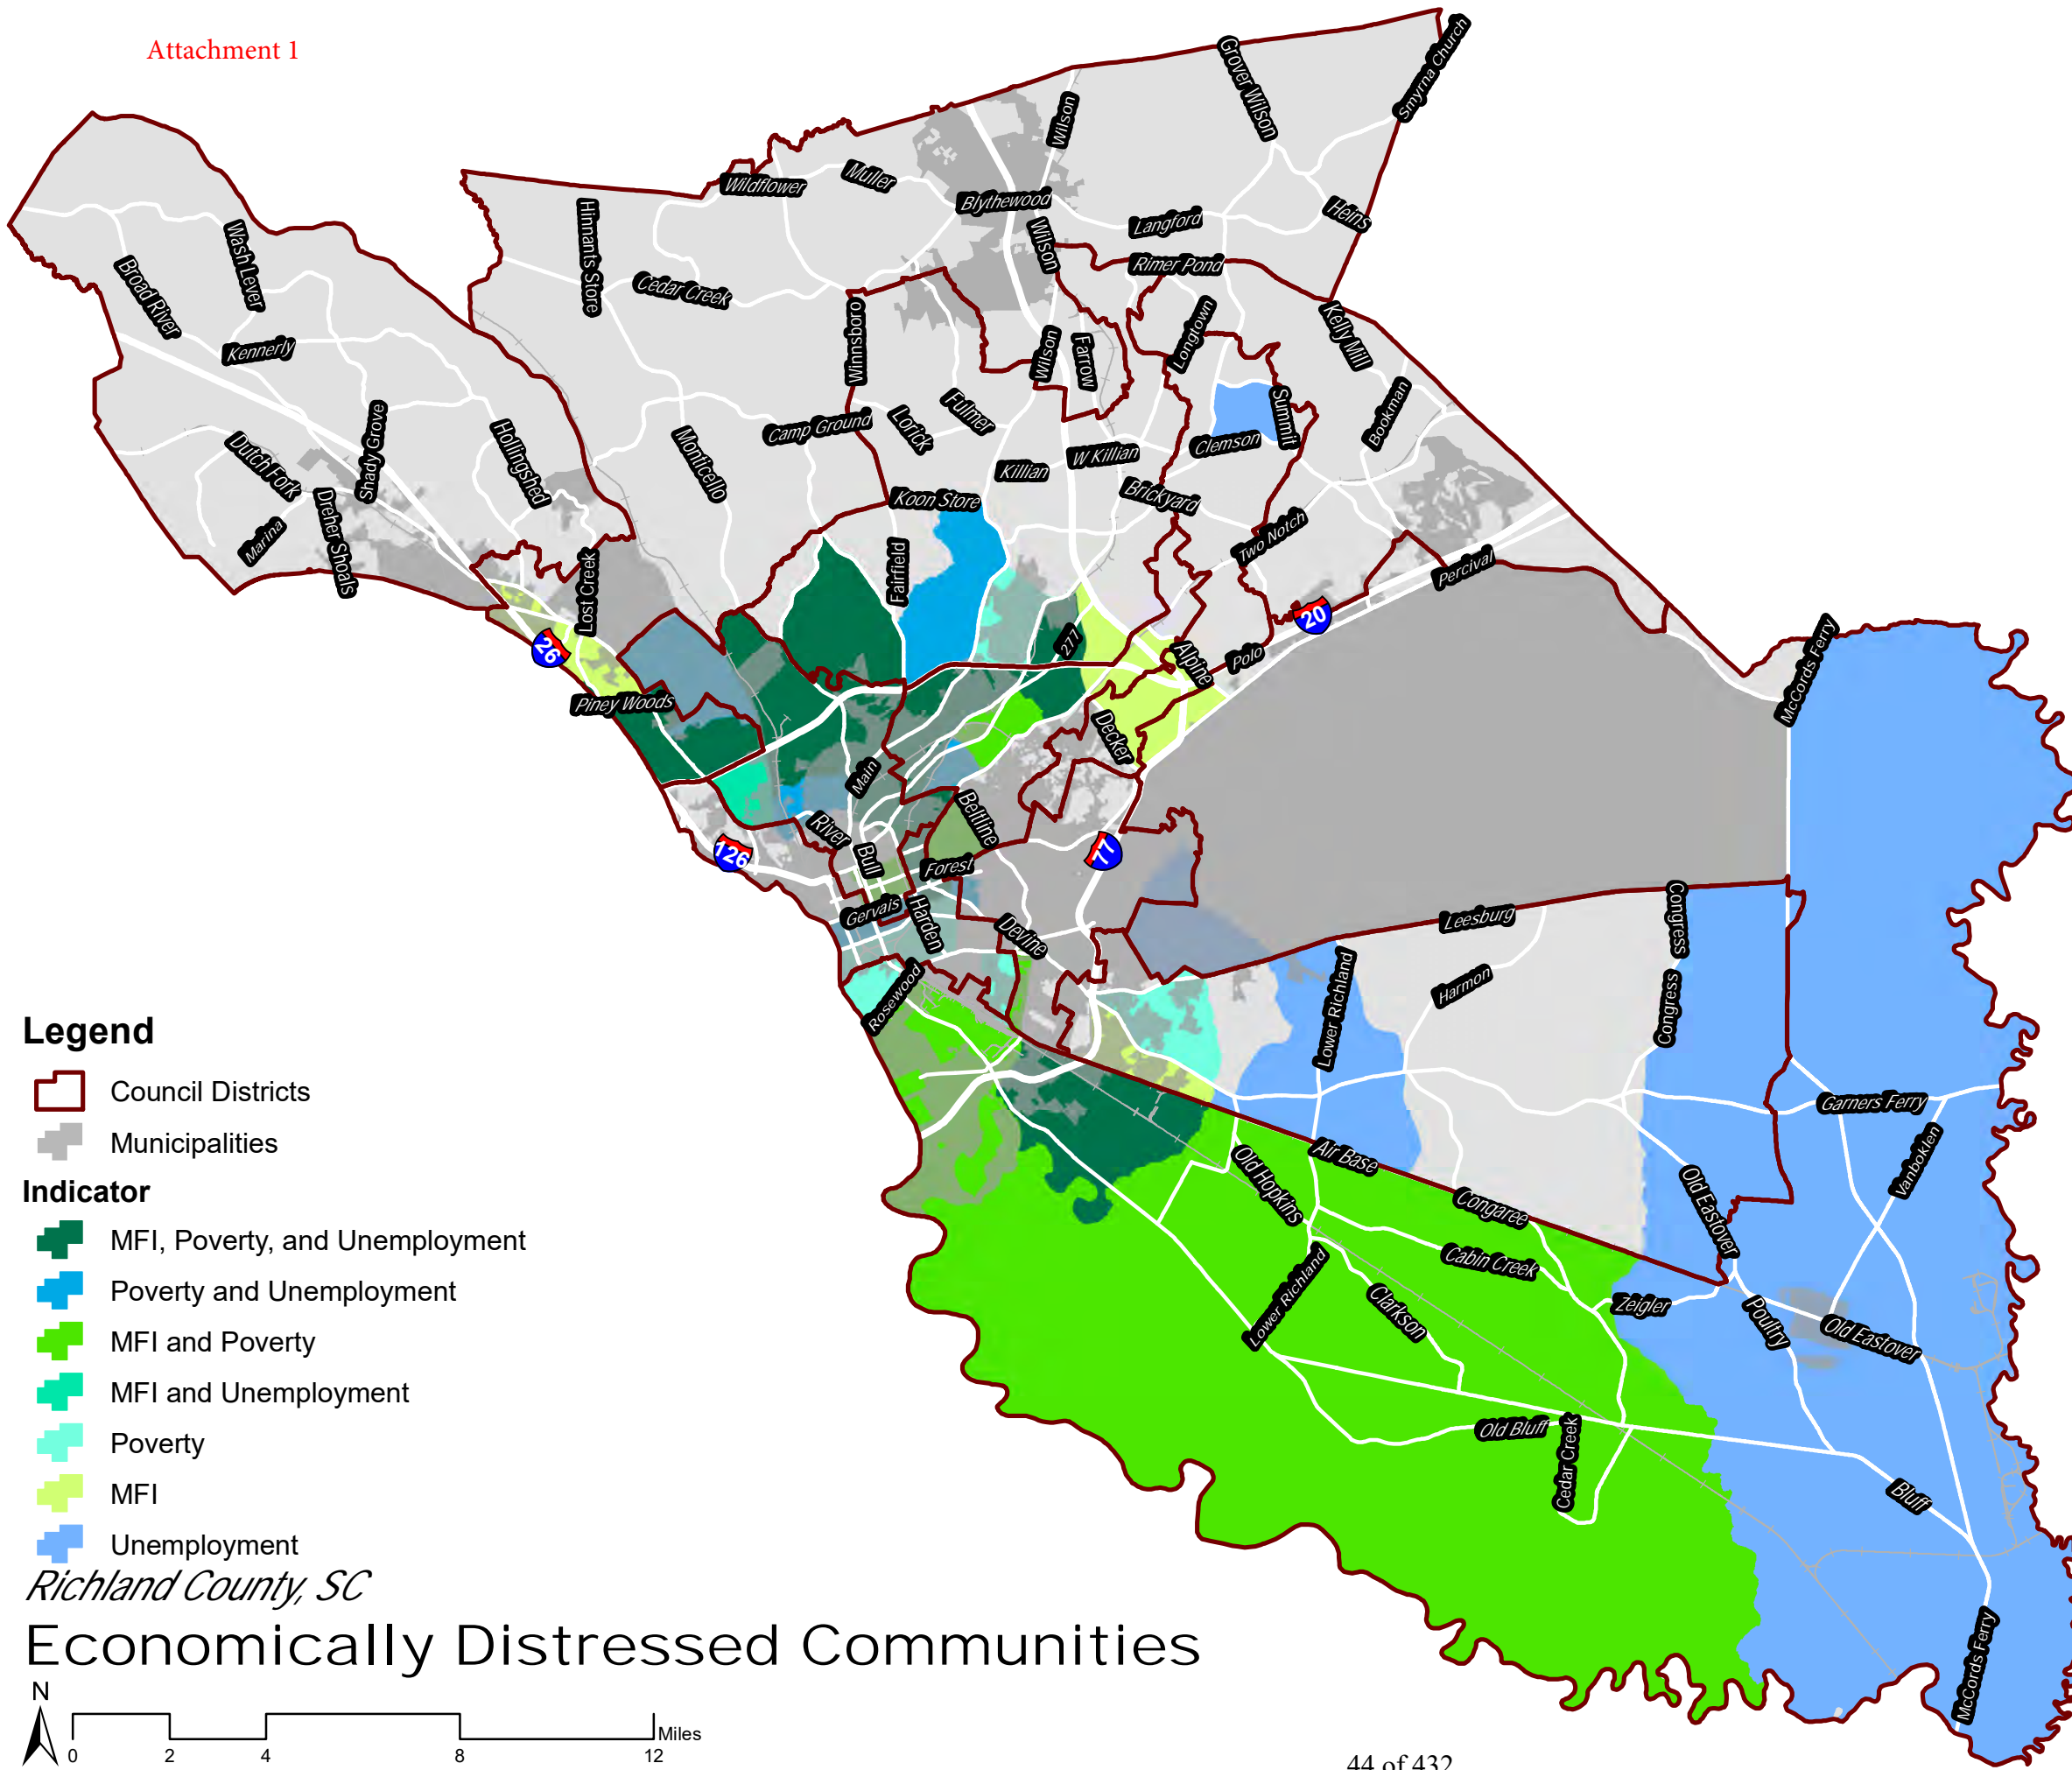 Attachment 1
Grover Wilson
Smyrna Church
Wilson
Wildflower
Muller
Blythewood
Langford
Heins
Wilson
Rimer Pond
Wash Lever
Broad River
Hinnants Store
Cedar Creek
Kennerly
Winnsboro
Wilson
Farrow
Longtown
Kelly Mill
Bookman
Summit
Camp Ground
Lorick
Fulmer
Clemson
W Killian
Killian
Shady Grove
Dutch Fork
Hollingshed
Monticello
Koon Store
Brickyard
Two Notch
Marina
Dreher Shoals
Lost Creek
Fairfield
Percival
20
277
26
Alpine
Polo
McCords Ferry
Piney Woods
Decker
Main
Beltline
River
Bull
126
77
Forest
Gervais
Harden
Devine
Leesburg
Congress
Rosewood
Lower Richland
Harmon
Congress
Garners Ferry
Vanboklen
Old Hopkins
Air Base
Congaree
Old Eastover
Cabin Creek
Lower Richland
Clarkson
Zeigler
Poultry
Old Eastover
Old Bluff
Cedar Creek
Bluff
McCords Ferry
Legend
Council Districts
Municipalities
Indicator
MFI, Poverty, and Unemployment
Poverty and Unemployment
MFI and Poverty
MFI and Unemployment
Poverty
MFI
Unemployment
Richland County, SC
Economically Distressed Communities
N
Miles
0 2 4 8 12
44 of 432